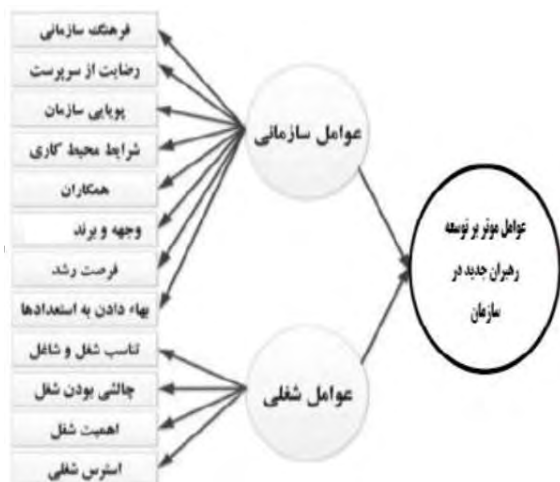 فرهنگ سازمانی
رضایت از سرپرست
پویایی سازمان
شرایط محیط کاری
همکاران
وجهه و برند
فرصت رشد
بهاء دادن به استعدادها
تناسب شغل و شاغل
چالشی بودن شغل
اهمیت شغل
استرس شغلی
عوامل سازمانی
عوامل شغلی
عوامل موثر بر توسعه
رهبران جدید در
سازمان